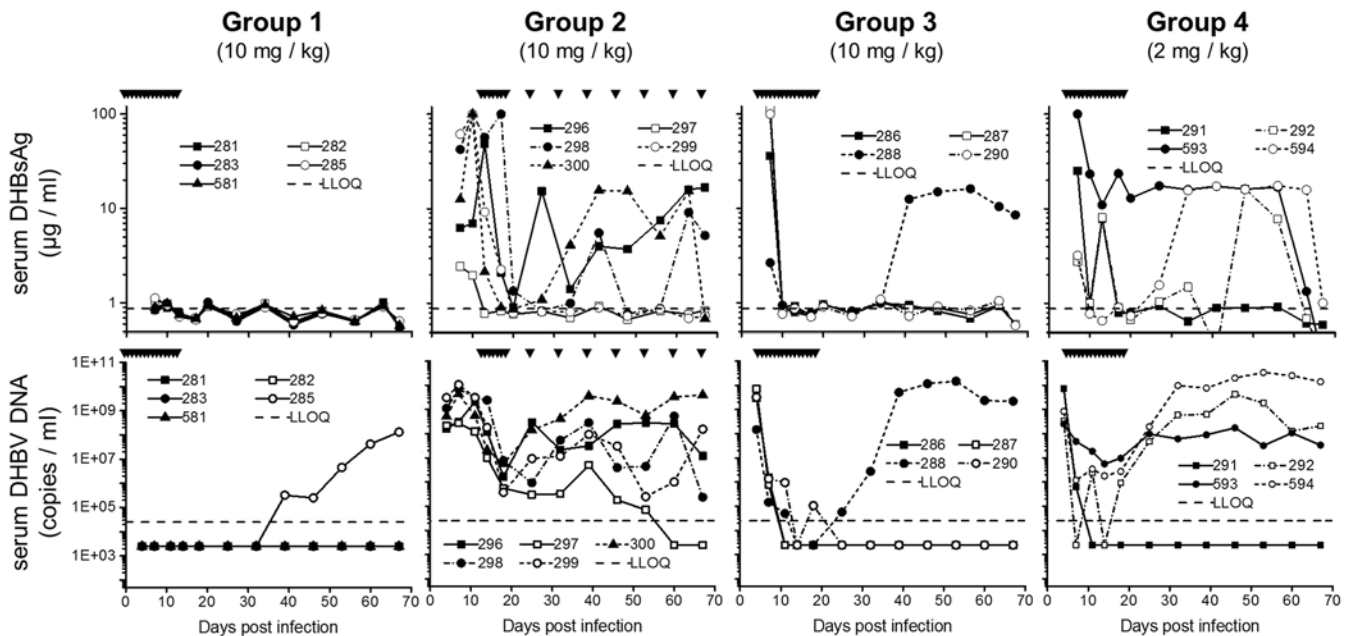 Group 1
(10 mg / kg)
Group 2
(10 mg / kg)
Group 3
(10 mg / kg)
Group 4
(2 mg / kg)
serum DHBsAg
(µg / ml)
100
10
1
281 282
283 285
581 LLOQ
296 297
298 299
300 LLOQ
286 287
288 290
LLOQ
291 292
593 594
LLOQ
serum DHBV DNA
(copies / ml)
1E+11
1E+09
1E+07
1E+05
1E+03
281 282
283 285
581 LLOQ
296 297 300
298 299 LLOQ
286 287
288 290
LLOQ
291 292
593 594
LLOQ
0 10 20 30 40 50 60 70
0 10 20 30 40 50 60 70
0 10 20 30 40 50 60 70
0 10 20 30 40 50 60 70
Days post infection
Days post infection
Days post infection
Days post infection